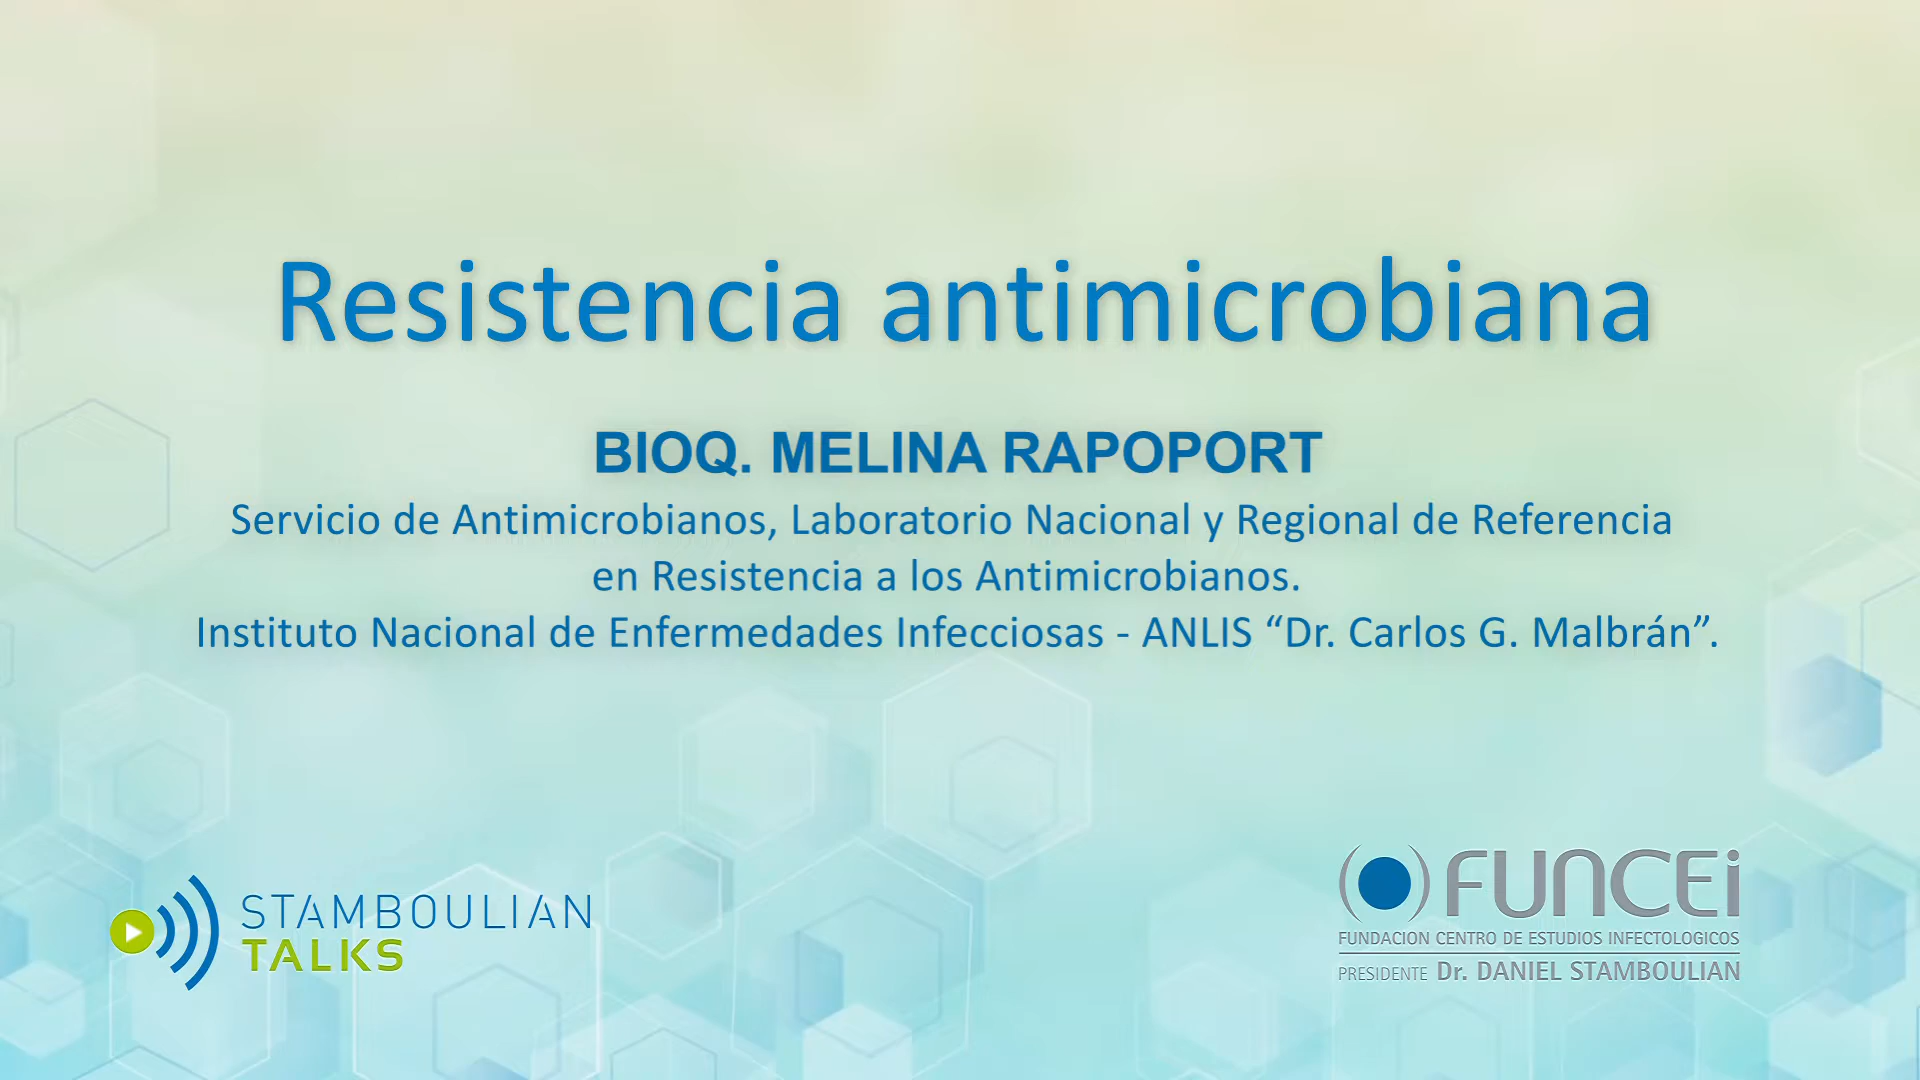 Resistencia antimicrobiana
BIOQ. MELINA RAPOPORT
Servicio de Antimicrobianos, Laboratorio Nacional y Regional de Referencia
en Resistencia a los Antimicrobianos.
Instituto Nacional de Enfermedades Infecciosas - ANLIS “Dr. Carlos G. Malbrán”.
STAMBOULIAN
TALKS
FUNCEi
FUNDACION CENTRO DE ESTUDIOS INFECTOLOGICOS
PRESIDENTE Dr. DANIEL STAMBOULIAN